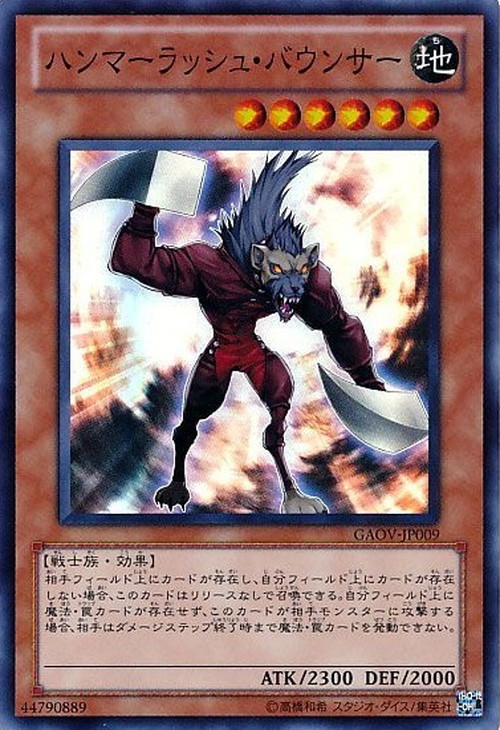 ハンマーラッシュ・バウンサー
地
GAOV-JP009
【戦士族・効果】
相手フィールド上にカードが存在し、自分フィールド上にカードが存在
しない場合、このカードはリリースなしで召喚できる。自分フィールド上に
魔法・罠カードが存在せず、このカードが相手モンスターに攻撃する
場合、相手はダメージステップ終了時まで魔法・罠カードを発動できない。
ATK/2300 DEF/2000
44790889
©高橋和希 スタジオ・ダイス/集英社